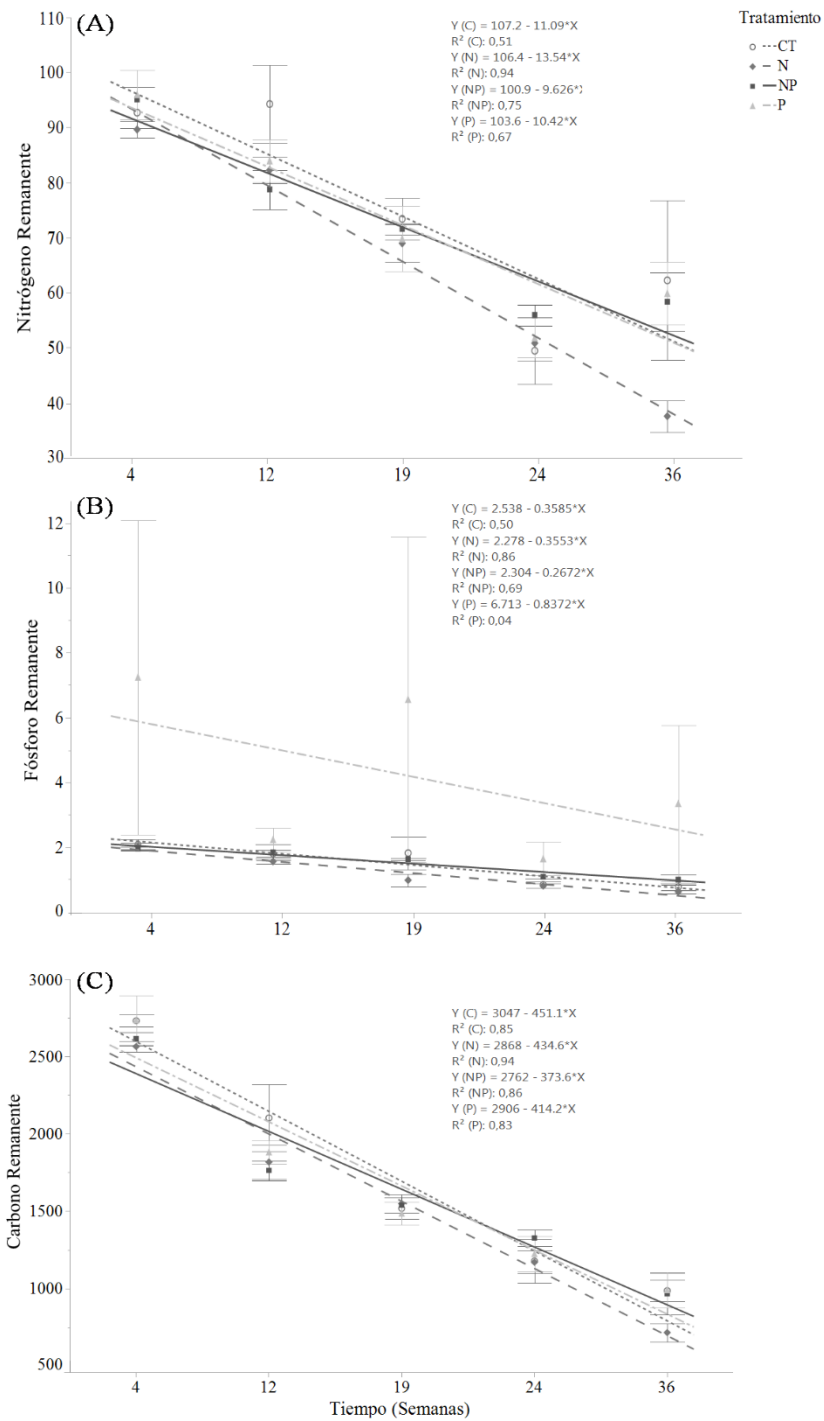 Tratamiento
CT
N
NP
P
(A)
Y (C) = 107.2 - 11.09*X
R² (C): 0,51
Y (N) = 106.4 - 13.54*X
R² (N): 0,94
Y (NP) = 100.9 - 9.626*X
R² (NP): 0,75
Y (P) = 103.6 - 10.42*X
R² (P): 0,67
Nitrógeno Remanente
110
100
90
80
70
60
50
40
30
4 12 19 24 36
(B)
Y (C) = 2.538 - 0.3585*X
R² (C): 0,50
Y (N) = 2.278 - 0.3553*X
R² (N): 0,86
Y (NP) = 2.304 - 0.2672*X
R² (NP): 0,69
Y (P) = 6.713 - 0.8372*X
R² (P): 0,04
Fósforo Remanente
12
10
8
6
4
2
0
4 12 19 24 36
(C)
Y (C) = 3047 - 451.1*X
R² (C): 0,85
Y (N) = 2868 - 434.6*X
R² (N): 0,94
Y (NP) = 2762 - 373.6*X
R² (NP): 0,86
Y (P) = 2906 - 414.2*X
R² (P): 0,83
Carbono Remanente
3000
2500
2000
1500
1000
500
4 12 19 24 36
Tiempo (Semanas)